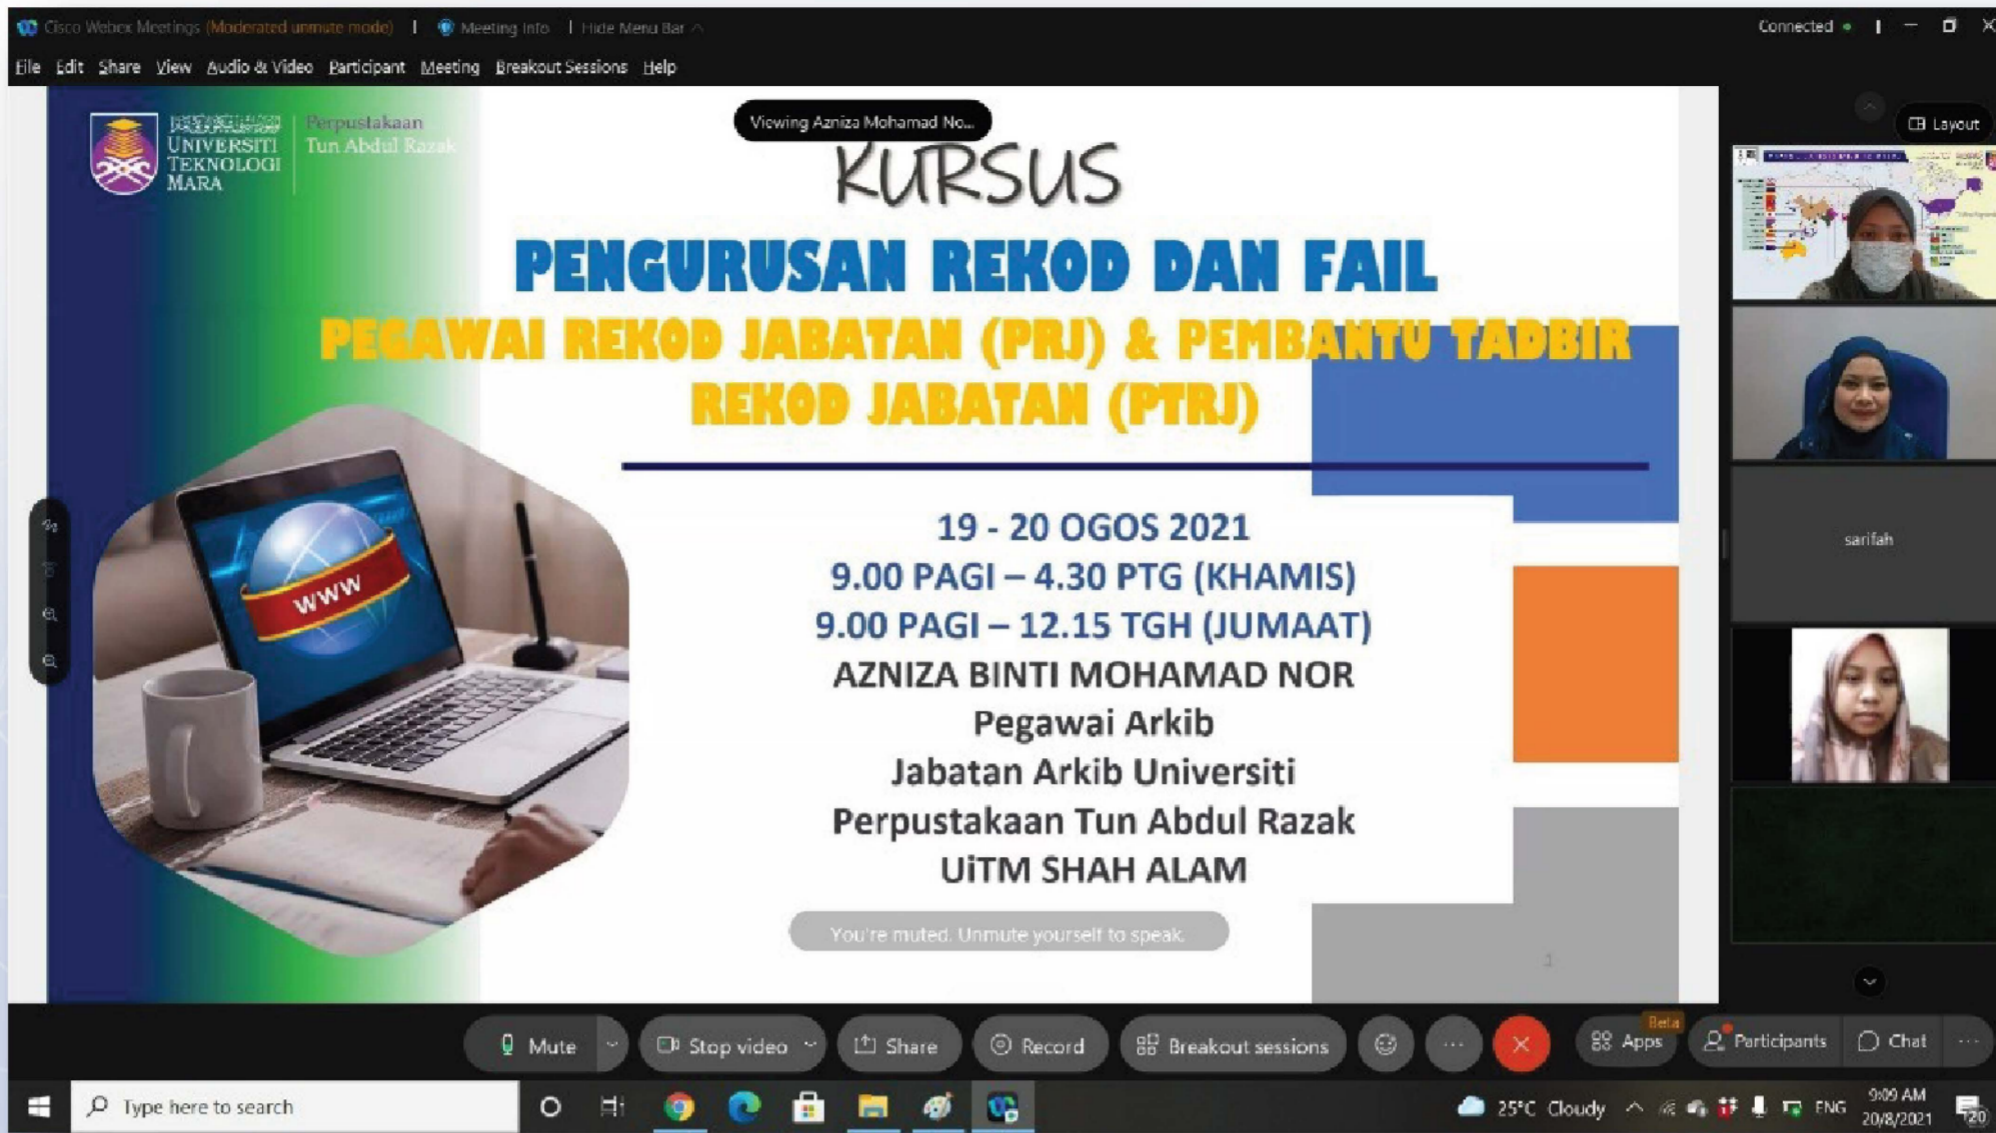 Cisco Webex Meetings (Moderated unmute mode) | Meeting Info | Hide Menu Bar
Connected
File Edit Share View Audio & Video Participant Meeting Breakout Sessions Help
Viewing Azniza Mohamad No...
Layout
UNIVERSITI
TEKNOLOGI
MARA
Perpustakaan
Tun Abdul Razak
KURSUS
PENGURUSAN REKOD DAN FAIL
PEGAWAI REKOD JABATAN (PRJ) & PEMBANTU TADBIR
REKOD JABATAN (PTRJ)
WWW
19 - 20 OGOS 2021
9.00 PAGI – 4.30 PTG (KHAMIS)
9.00 PAGI – 12.15 TGH (JUMAAT)
AZNIZA BINTI MOHAMAD NOR
Pegawai Arkib
Jabatan Arkib Universiti
Perpustakaan Tun Abdul Razak
UiTM SHAH ALAM
You're muted. Unmute yourself to speak.
1
sarifah
Mute
Stop video
Share
Record
Breakout sessions
Apps
Beta
Participants
Chat
Type here to search
25°C Cloudy
ENG
9:09 AM
20/8/2021
20